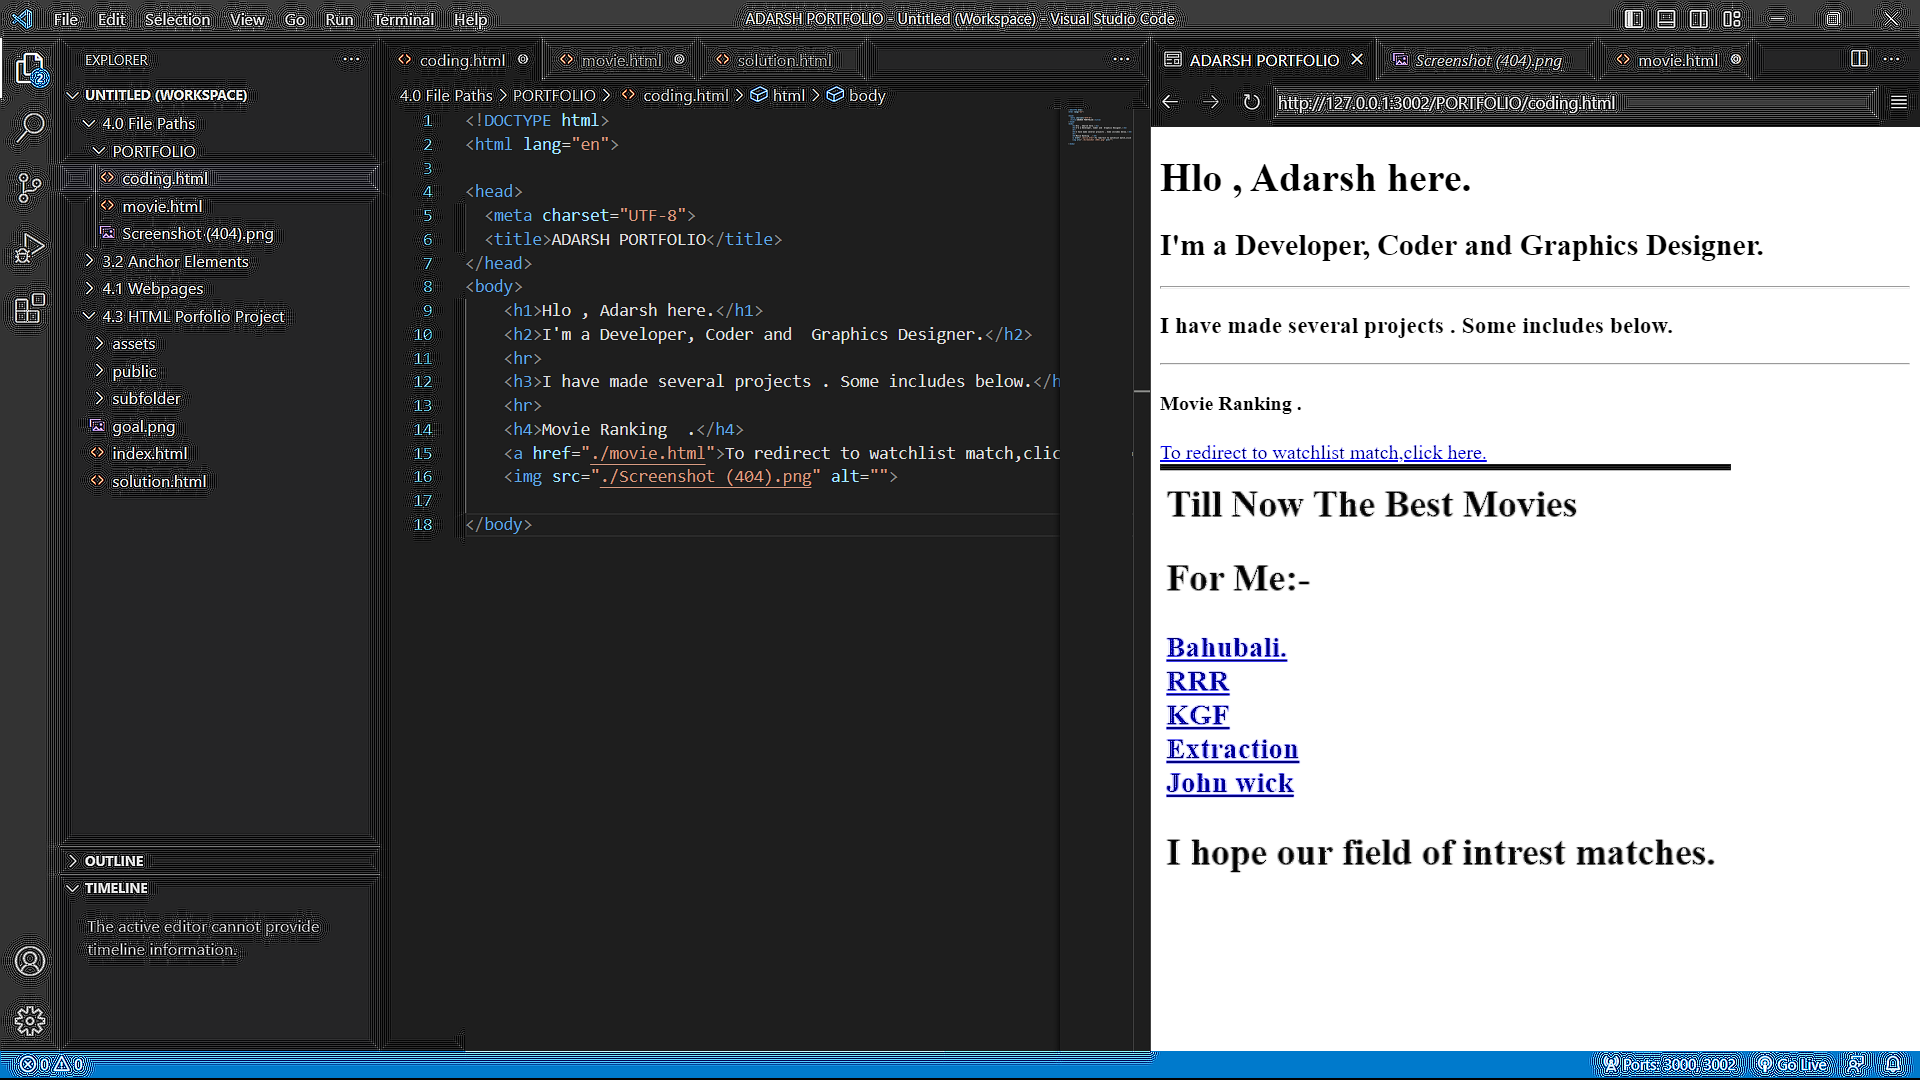 File Edit Selection View Go Run Terminal Help
ADARSH PORTFOLIO - Untitled (Workspace) - Visual Studio Code
EXPLORER
UNTITLED (WORKSPACE)
4.0 File Paths
PORTFOLIO
coding.html
movie.html
Screenshot (404).png
3.2 Anchor Elements
4.1 Webpages
4.3 HTML Porfolio Project
assets
public
subfolder
goal.png
index.html
solution.html
OUTLINE
TIMELINE
The active editor cannot provide
timeline information.
2
coding.html movie.html solution.html
4.0 File Paths > PORTFOLIO > coding.html > html > body
1 <!DOCTYPE html>
2 <html lang="en">
3
4 <head>
5 <meta charset="UTF-8">
6 <title>ADARSH PORTFOLIO</title>
7 </head>
8 <body>
9 <h1>Hlo , Adarsh here.</h1>
10 <h2>I'm a Developer, Coder and  Graphics Designer.</h2>
11 <hr>
12 <h3>I have made several projects . Some includes below.</h
13 <hr>
14 <h4>Movie Ranking  .</h4>
15 <a href="./movie.html">To redirect to watchlist match,clic
16 <img src="./Screenshot (404).png" alt="">
17
18 </body>
ADARSH PORTFOLIO Screenshot (404).png movie.html
http://127.0.0.1:3002/PORTFOLIO/coding.html
Hlo , Adarsh here.
I'm a Developer, Coder and Graphics Designer.
I have made several projects . Some includes below.
Movie Ranking .
To redirect to watchlist match,click here.
Till Now The Best Movies
For Me:-
Bahubali.
RRR
KGF
Extraction
John wick
I hope our field of intrest matches.
0 0
Ports: 3000, 3002 Go Live